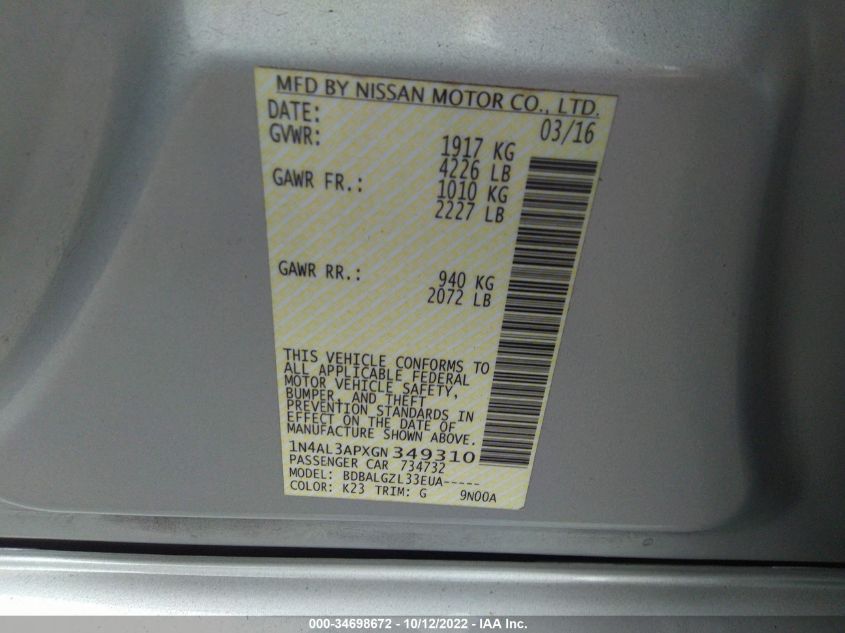 MFD BY NISSAN MOTOR CO., LTD.
DATE: 03/16
GVWR: 1917 KG
4226 LB
GAWR FR.: 1010 KG
2227 LB
GAWR RR.: 940 KG
2072 LB
THIS VEHICLE CONFORMS TO
ALL APPLICABLE FEDERAL
MOTOR VEHICLE SAFETY,
BUMPER, AND THEFT
PREVENTION STANDARDS IN
EFFECT ON THE DATE OF
MANUFACTURE SHOWN ABOVE.
1N4AL3APXGN 349310
PASSENGER CAR 734732
MODEL: BDBALGZL33EUA-----
COLOR: K23 TRIM: G 9N00A
000-34698672 - 10/12/2022 - IAA Inc.